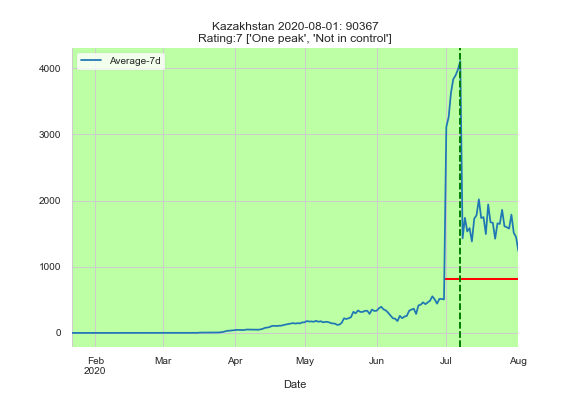 Kazakhstan 2020-08-01: 90367
Rating:7 ['One peak', 'Not in control']
Average-7d
4000
3000
2000
1000
0
Feb
2020
Mar
Apr
May
Jun
Jul
Aug
Date